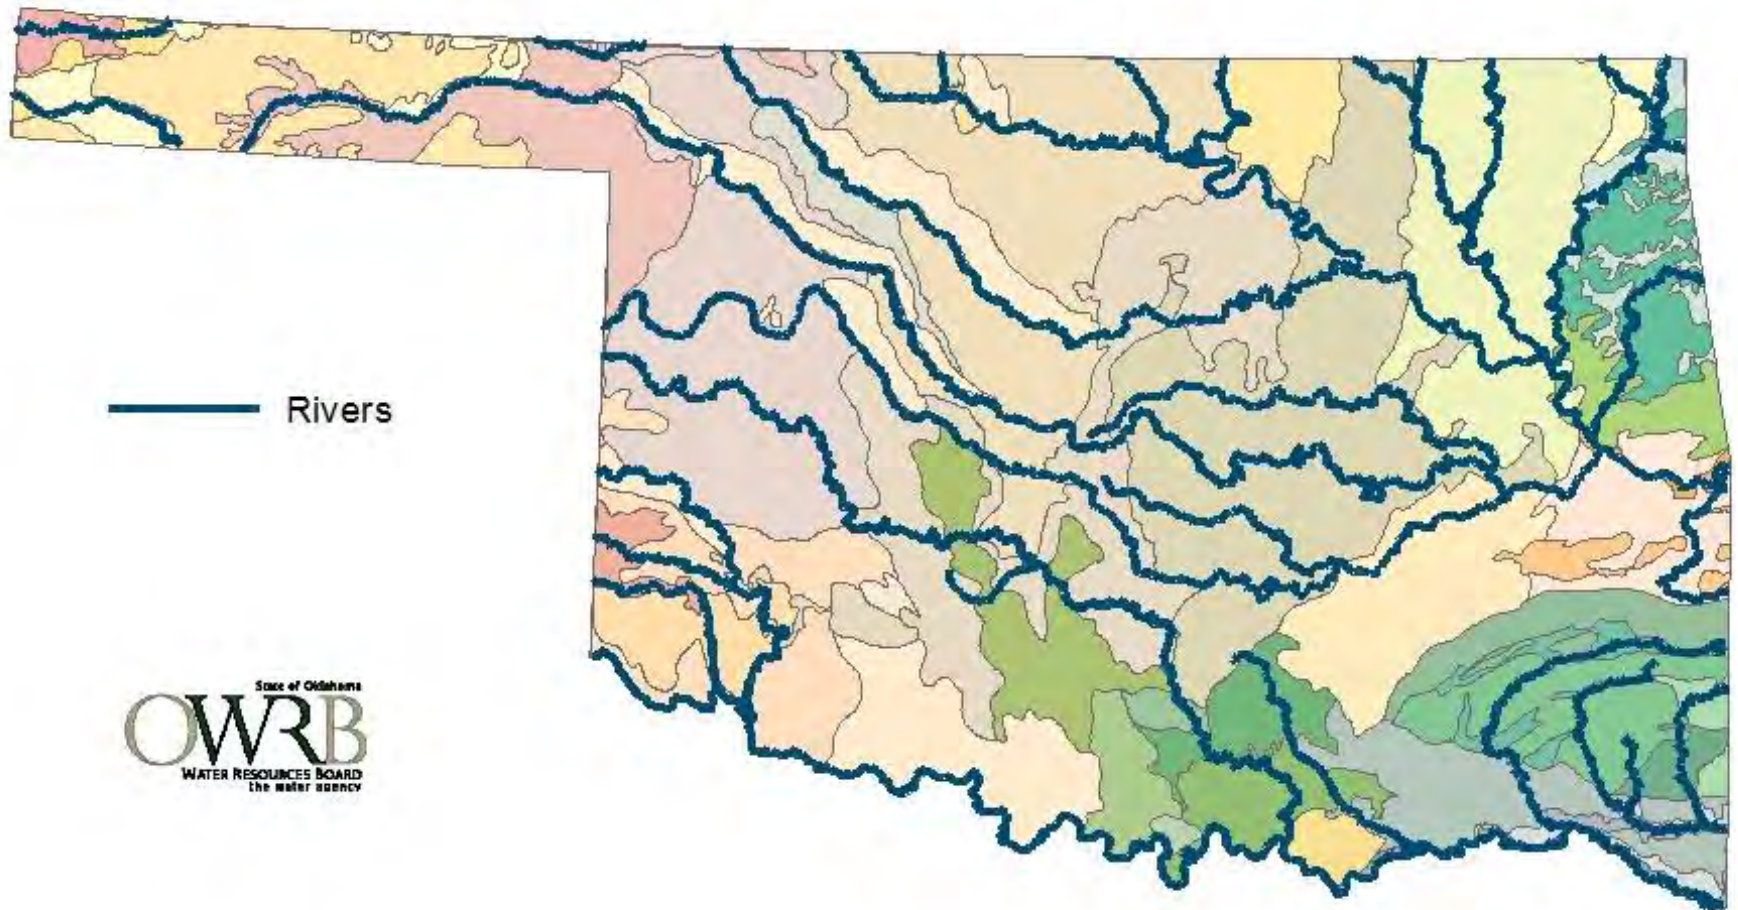 Rivers
State of Oklahoma
OWRB
WATER RESOURCES BOARD
the water agency